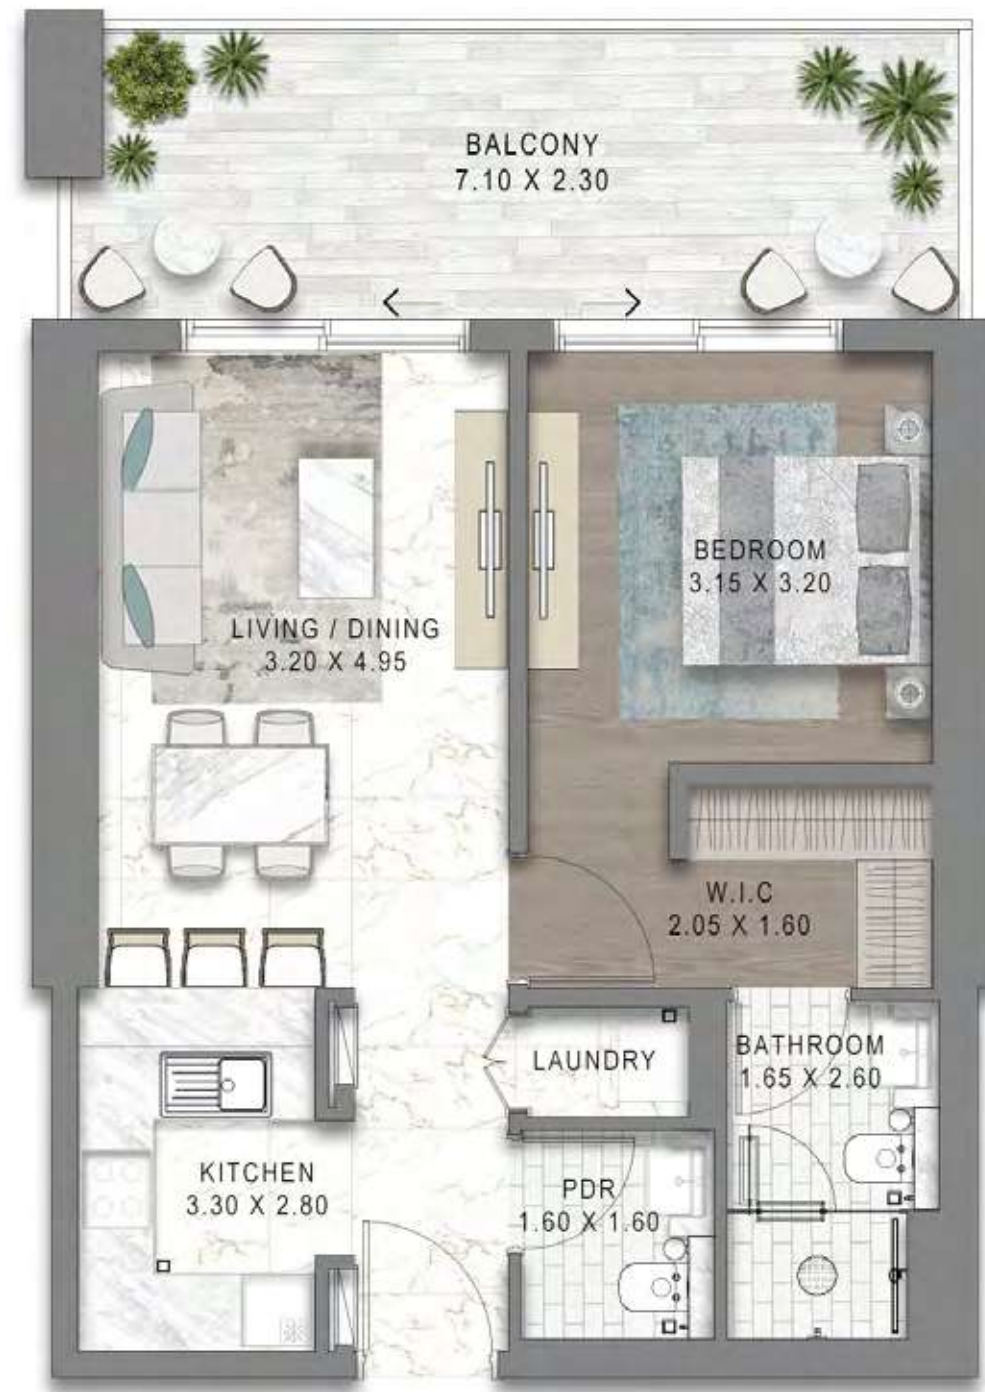 BALCONY
7.10 X 2.30
BEDROOM
3.15 X 3.20
LIVING / DINING
3.20 X 4.95
W.I.C
2.05 X 1.60
LAUNDRY
BATHROOM
1.65 X 2.60
KITCHEN
3.30 X 2.80
PDR
1.60 X 1.60